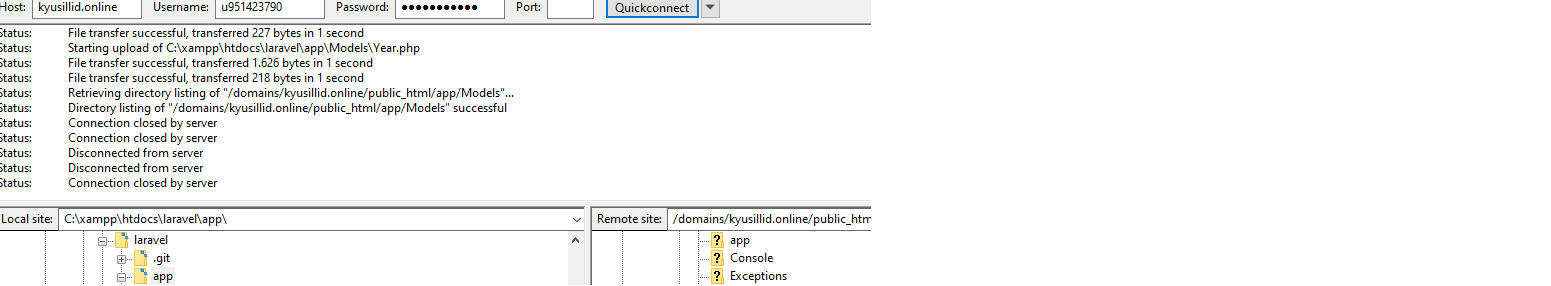 Host: kyusillid.online Username: u951423790 Password: ●●●●●●●●●●● Port: Quickconnect
Status: File transfer successful, transferred 227 bytes in 1 second
Status: Starting upload of C:\xampp\htdocs\laravel\app\Models\Year.php
Status: File transfer successful, transferred 1.626 bytes in 1 second
Status: File transfer successful, transferred 218 bytes in 1 second
Status: Retrieving directory listing of "/domains/kyusillid.online/public_html/app/Models"...
Status: Directory listing of "/domains/kyusillid.online/public_html/app/Models" successful
Status: Connection closed by server
Status: Connection closed by server
Status: Disconnected from server
Status: Disconnected from server
Status: Connection closed by server
Local site: C:\xampp\htdocs\laravel\app\
laravel
.git
app
Remote site: /domains/kyusillid.online/public_htm
app
Console
Exceptions